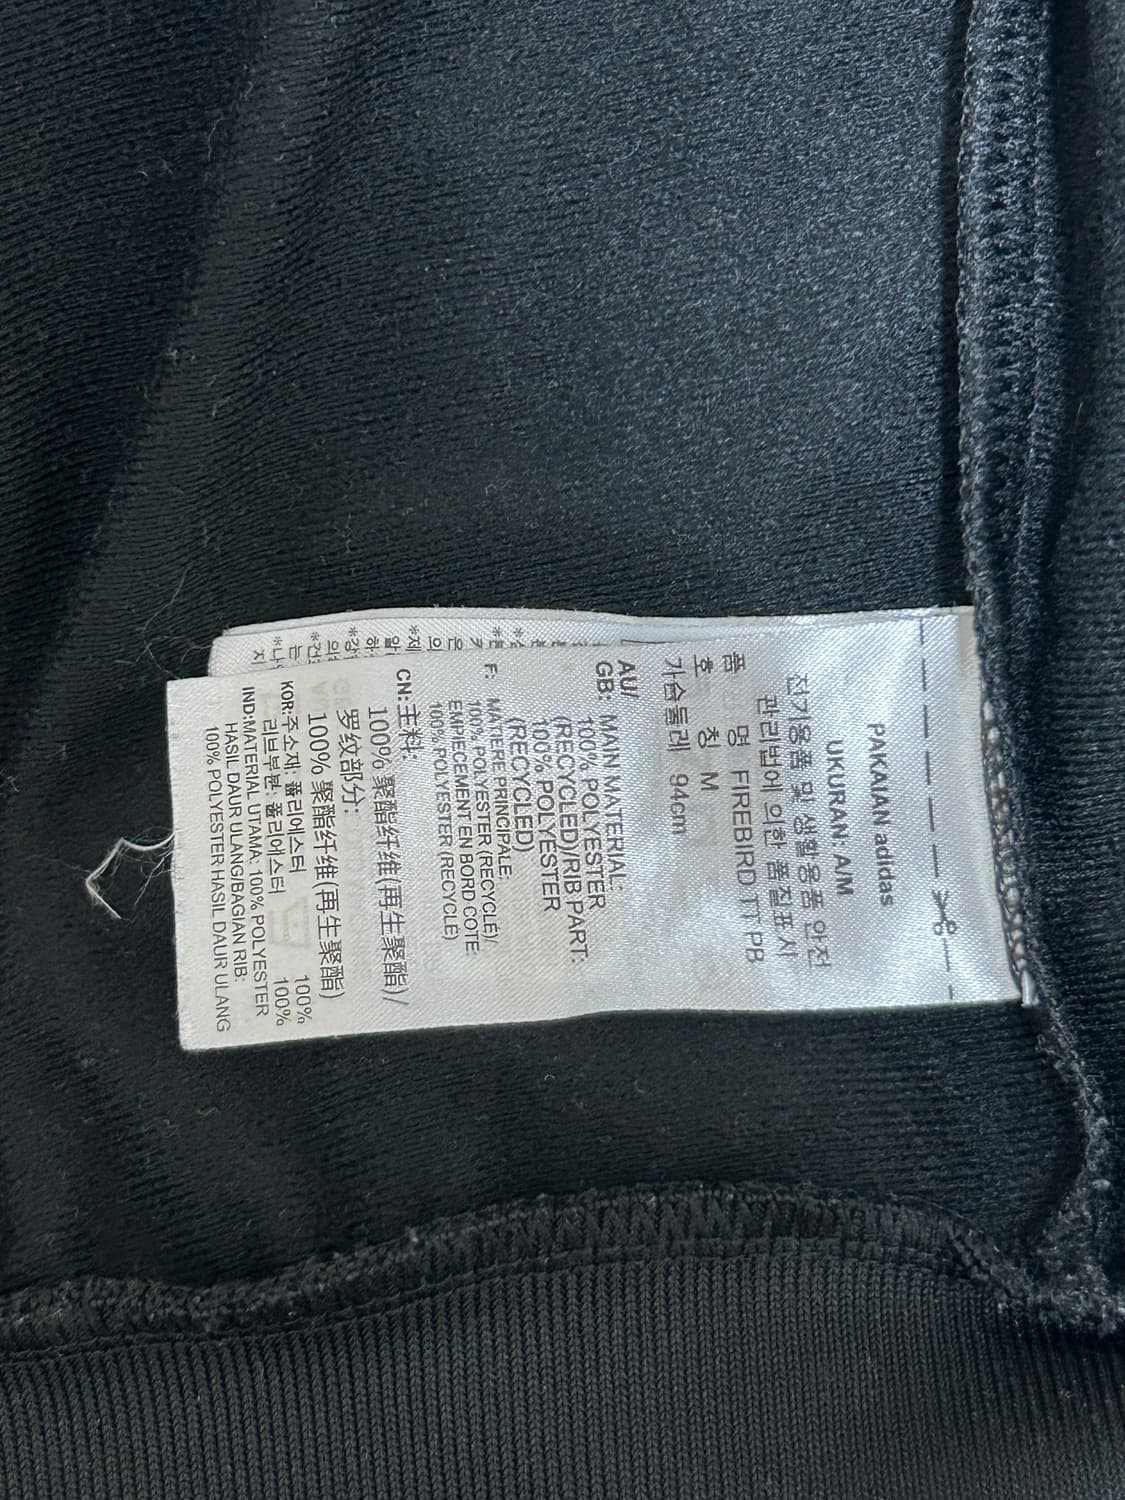 PAKAIAN adidas
UKURAN: A/M
전기용품 및 생활용품 안전
관리법에 의한 품질표시
품 명 FIREBIRD TT PB
호 칭 M
가슴둘레 94cm
AU/
GB: MAIN MATERIAL:
100% POLYESTER
(RECYCLED)/RIB PART:
100% POLYESTER
(RECYCLED)
F: MATERE PRINCIPALE:
100% POLYESTER (RECYCLE)/
EMPIECEMENT EN BORD COTE:
100% POLYESTER (RECYCLE)
CN:主料:
100% 聚酯纤维(再生聚酯)/
罗纹部分:
100% 聚酯纤维(再生聚酯)
KOR:주소재: 폴리에스터 100%
리브부분: 폴리에스터 100%
IND:MATERIAL UTAMA: 100% POLYESTER
HASIL DAUR ULANG/BAGIAN RIB:
100% POLYESTER HASIL DAUR ULANG